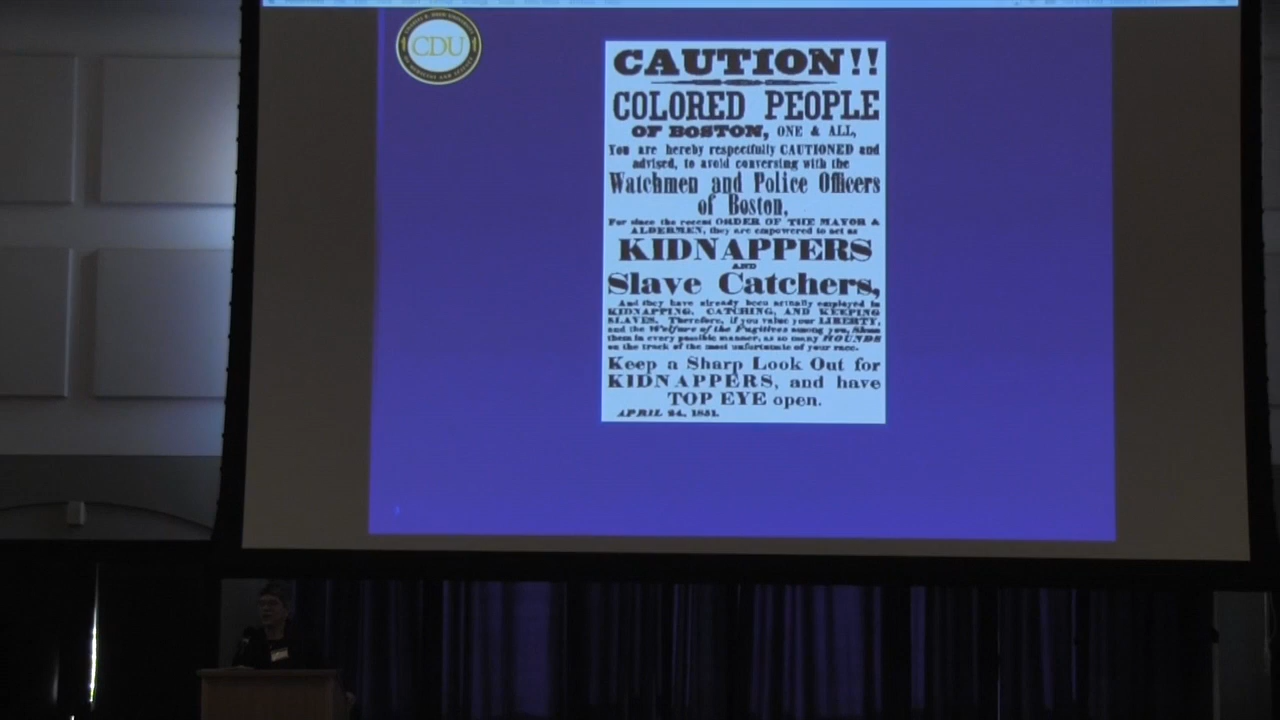 CDU
CAUTION!!
COLORED PEOPLE
OF BOSTON, ONE & ALL,
You are hereby respectfully CAUTIONED and
advised, to avoid conversing with the
Watchmen and Police Officers
of Boston,
For since the recent ORDER OF THE MAYOR &
ALDERMEN, they are empowered to act as
KIDNAPPERS
AND
Slave Catchers,
And they have already been actually employed in
KIDNAPPING, CATCHING, AND KEEPING
SLAVES. Therefore, if you value your LIBERTY,
and the Welfare of the Fugitives among you, Shun
them in every possible manner, as so many HOUNDS
on the track of the most unfortunate of your race.
Keep a Sharp Look Out for
KIDNAPPERS, and have
TOP EYE open.
APRIL 24, 1851.